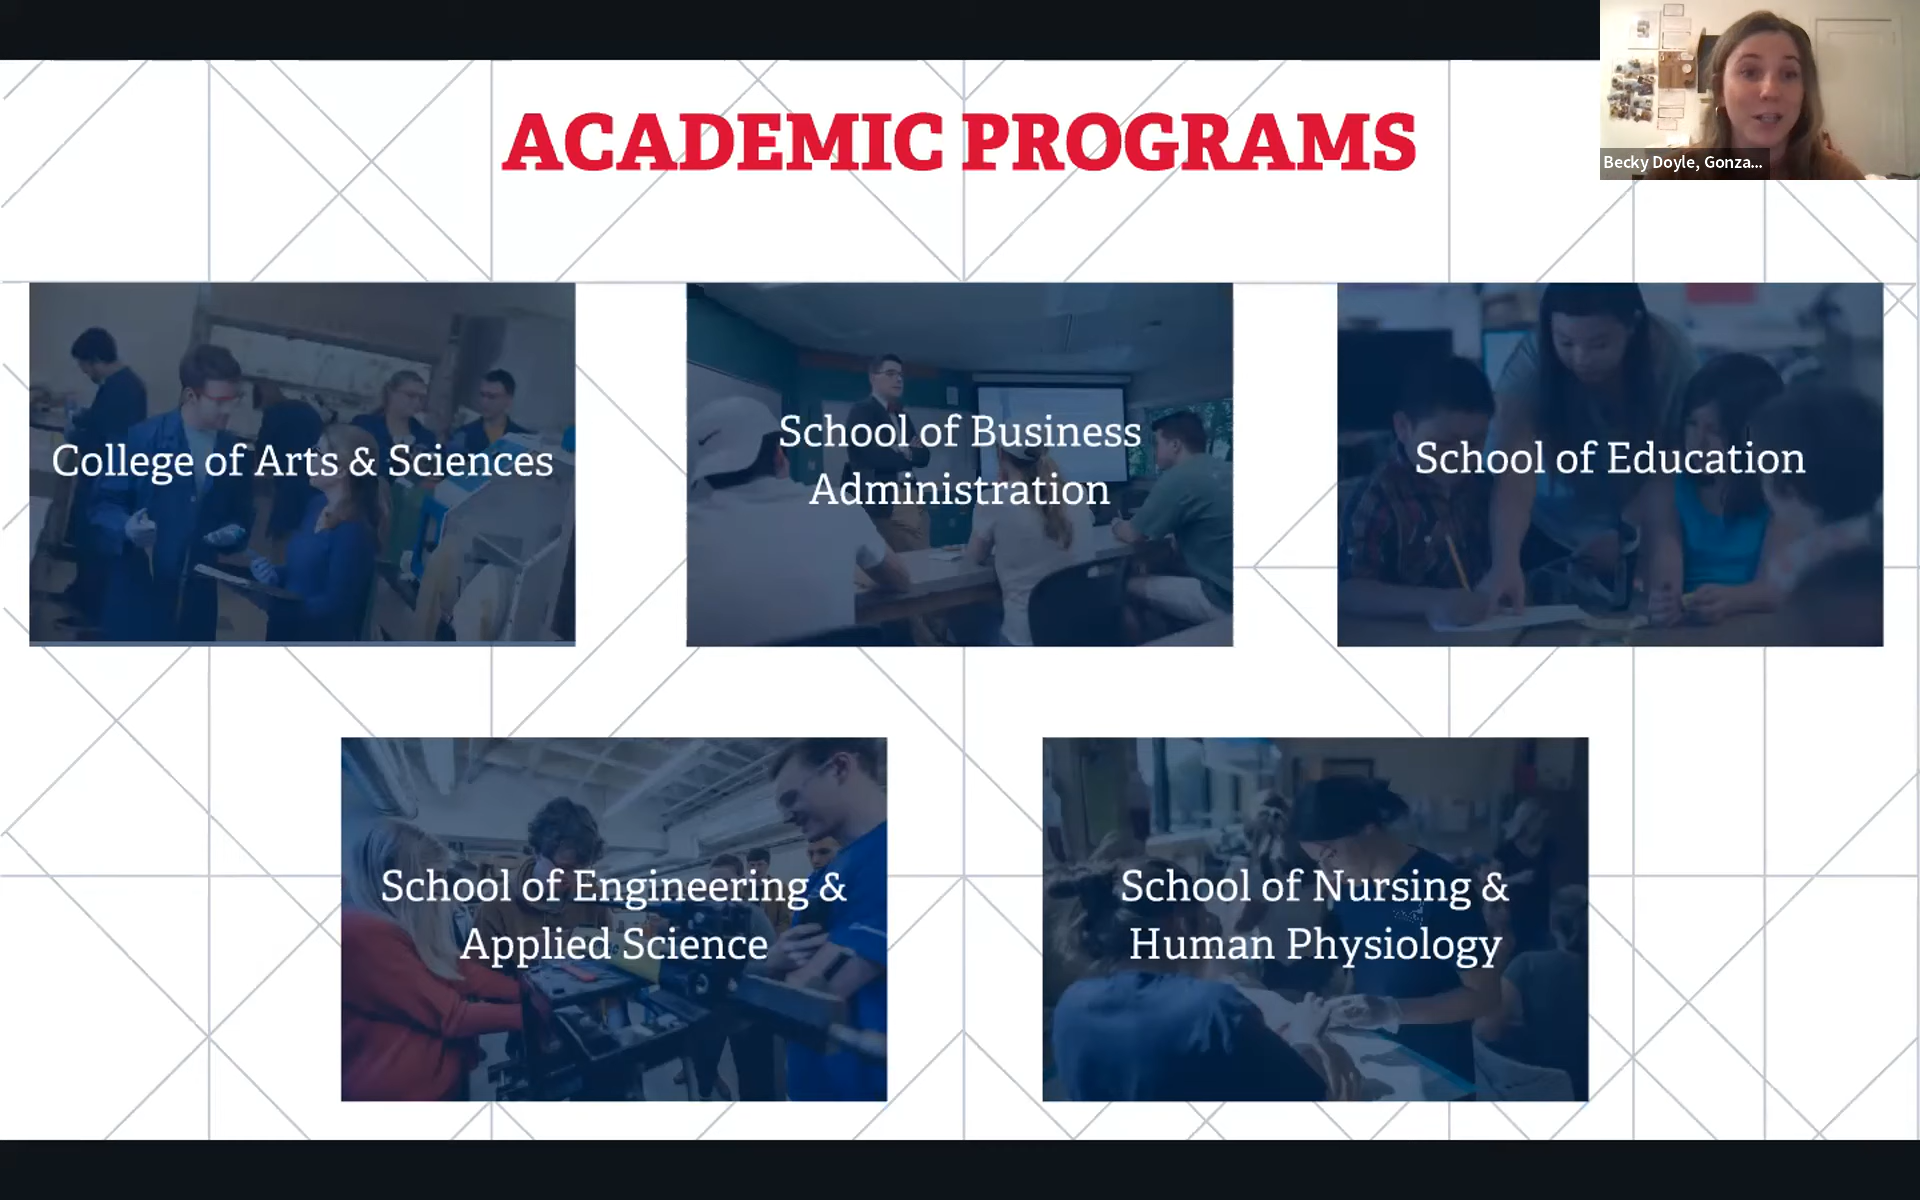 ACADEMIC PROGRAMS
Becky Doyle, Gonza...
College of Arts & Sciences
School of Business
Administration
School of Education
School of Engineering &
Applied Science
School of Nursing &
Human Physiology